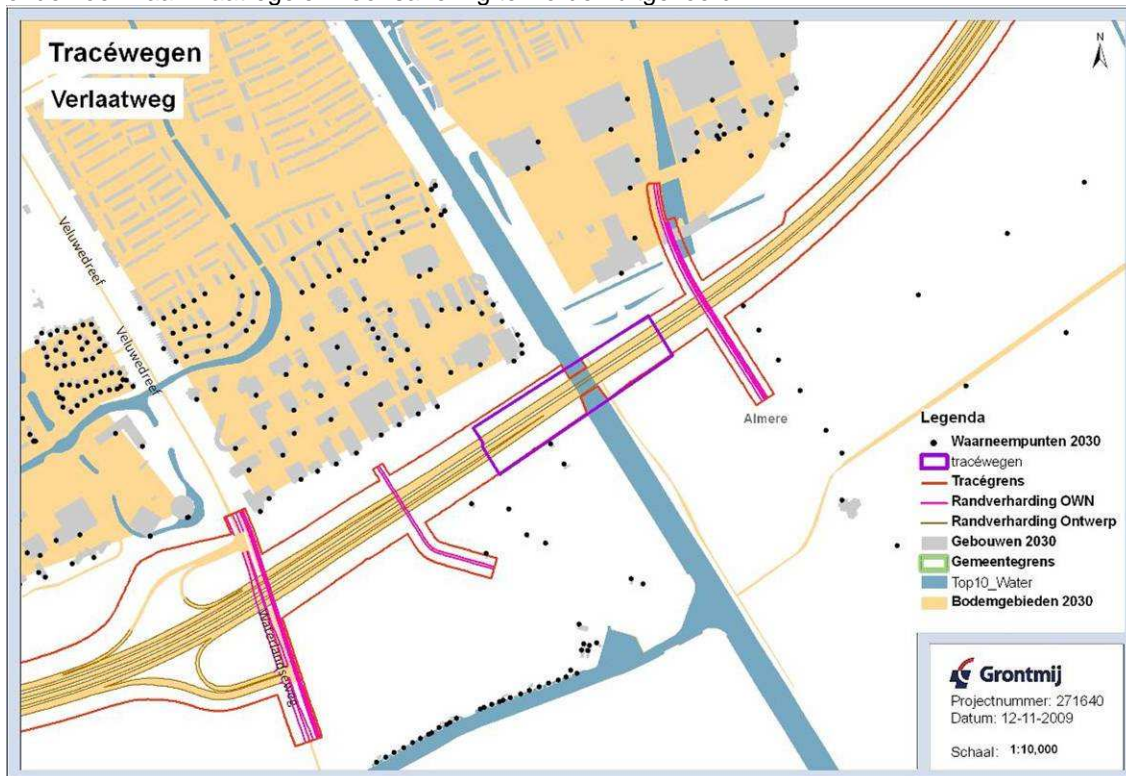 Tracéwegen
Verlaatweg
N
Veluwedreef
Veluwedreef
Almere
Waterlandseweg
Legenda
Waarneempunten 2030
tracéwegen
Tracégrens
Randverharding OWN
Randverharding Ontwerp
Gebouwen 2030
Gemeentegrens
Top10_Water
Bodemgebieden 2030
Grontmij
Projectnummer: 271640
Datum: 12-11-2009
Schaal: 1:10,000